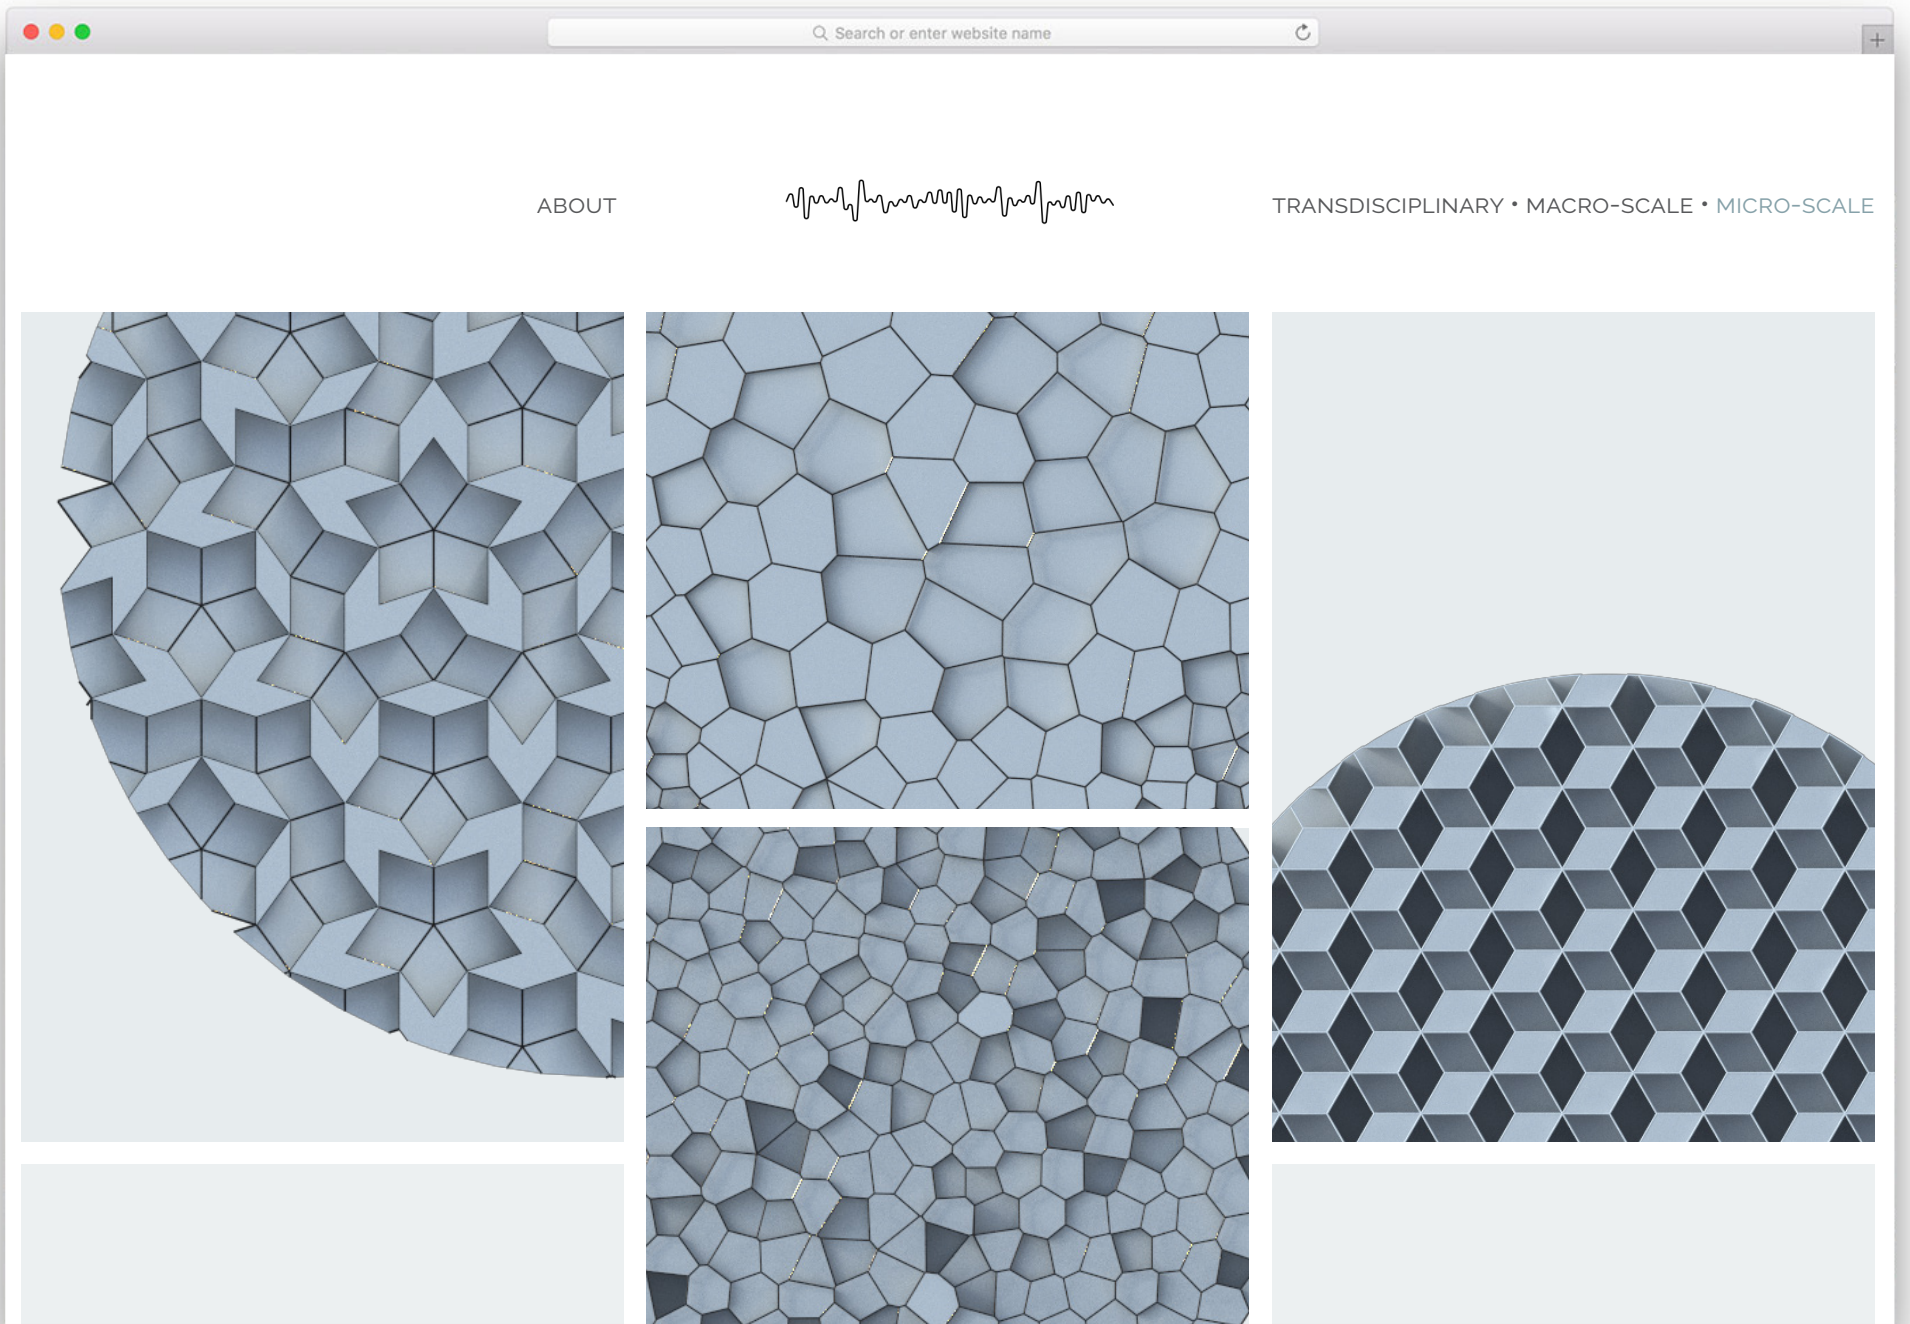 Search or enter website name
ABOUT
TRANSDISCIPLINARY • MACRO-SCALE • MICRO-SCALE